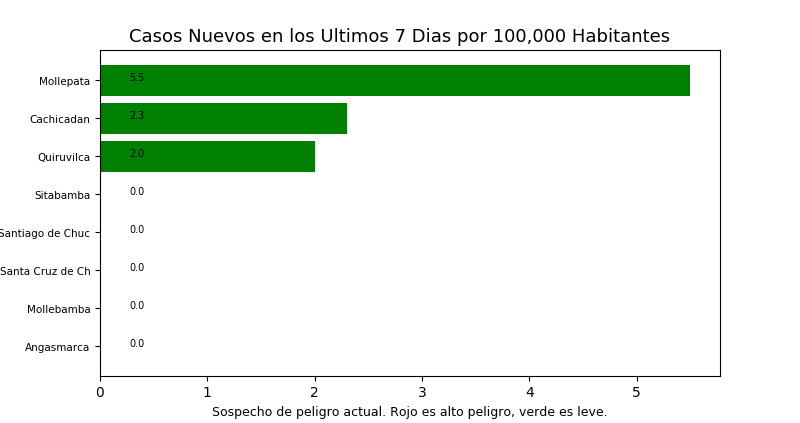 Casos Nuevos en los Ultimos 7 Dias por 100,000 Habitantes
Mollepata 5.5
Cachicadan 2.3
Quiruvilca 2.0
Sitabamba 0.0
Santiago de Chuc 0.0
Santa Cruz de Ch 0.0
Mollebamba 0.0
Angasmarca 0.0
0 1 2 3 4 5
Sospecho de peligro actual. Rojo es alto peligro, verde es leve.